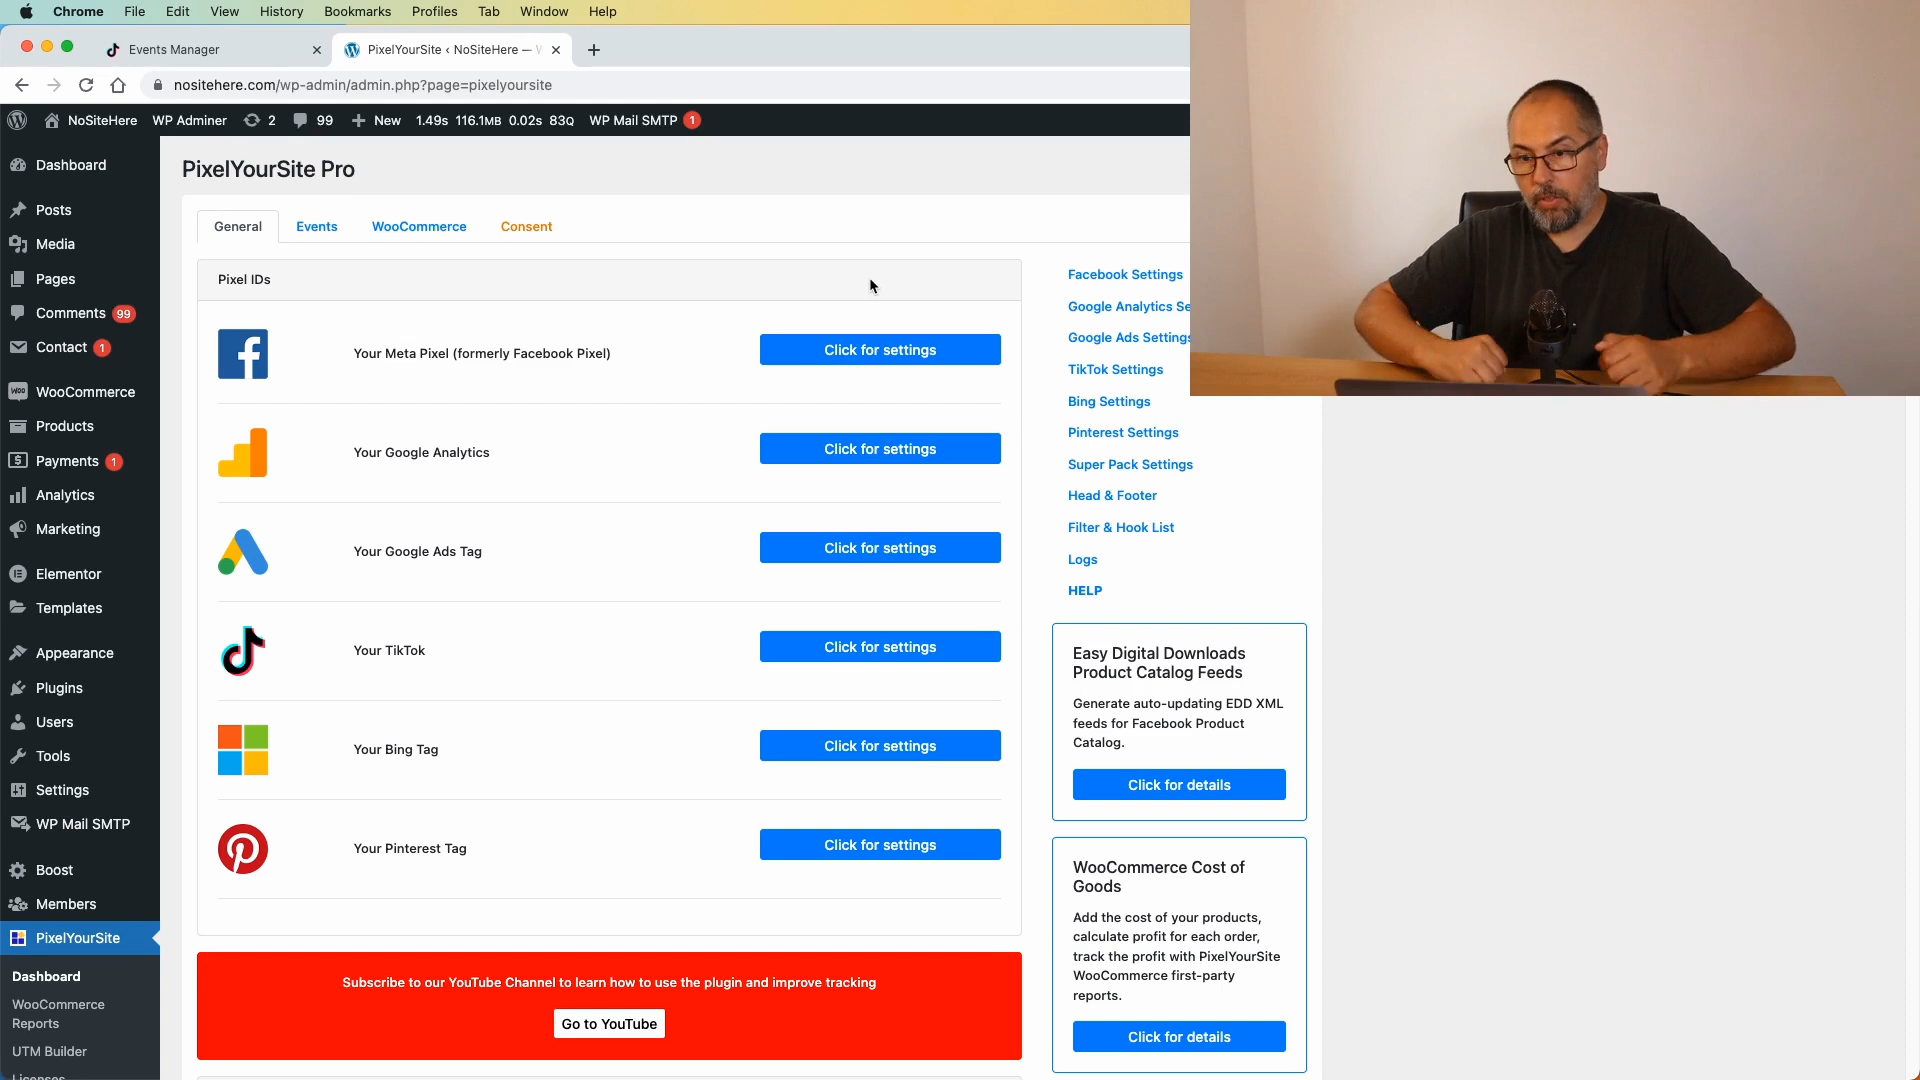 Chrome File Edit View History Bookmarks Profiles Tab Window Help
Events Manager
PixelYourSite ‹ NoSiteHere — W
nositehere.com/wp-admin/admin.php?page=pixelyoursite
NoSiteHere WP Adminer 2 99 New 1.49s 116.1MB 0.02s 83Q WP Mail SMTP 1
Dashboard
Posts
Media
Pages
Comments 99
Contact 1
WooCommerce
Products
Payments 1
Analytics
Marketing
Elementor
Templates
Appearance
Plugins
Users
Tools
Settings
WP Mail SMTP
Boost
Members
PixelYourSite
Dashboard
WooCommerce
Reports
UTM Builder
Licenses
PixelYourSite Pro
General Events WooCommerce Consent
Pixel IDs
Your Meta Pixel (formerly Facebook Pixel)
Click for settings
Your Google Analytics
Click for settings
Your Google Ads Tag
Click for settings
Your TikTok
Click for settings
Your Bing Tag
Click for settings
Your Pinterest Tag
Click for settings
Subscribe to our YouTube Channel to learn how to use the plugin and improve tracking
Go to YouTube
Facebook Settings
Google Analytics Se
Google Ads Settings
TikTok Settings
Bing Settings
Pinterest Settings
Super Pack Settings
Head & Footer
Filter & Hook List
Logs
HELP
Easy Digital Downloads
Product Catalog Feeds
Generate auto-updating EDD XML
feeds for Facebook Product
Catalog.
Click for details
WooCommerce Cost of
Goods
Add the cost of your products,
calculate profit for each order,
track the profit with PixelYourSite
WooCommerce first-party
reports.
Click for details